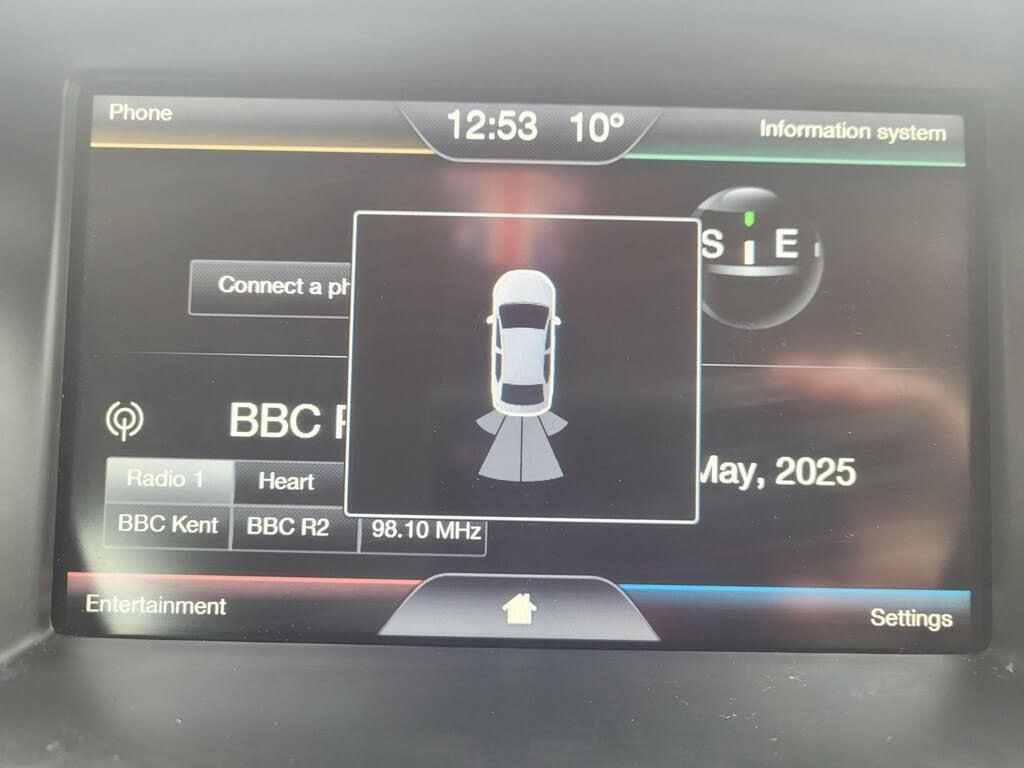 Phone
12:53 10°
Information system
S E
Connect a ph
BBC
Radio 1 Heart
May, 2025
BBC Kent BBC R2 98.10 MHz
Entertainment
Settings